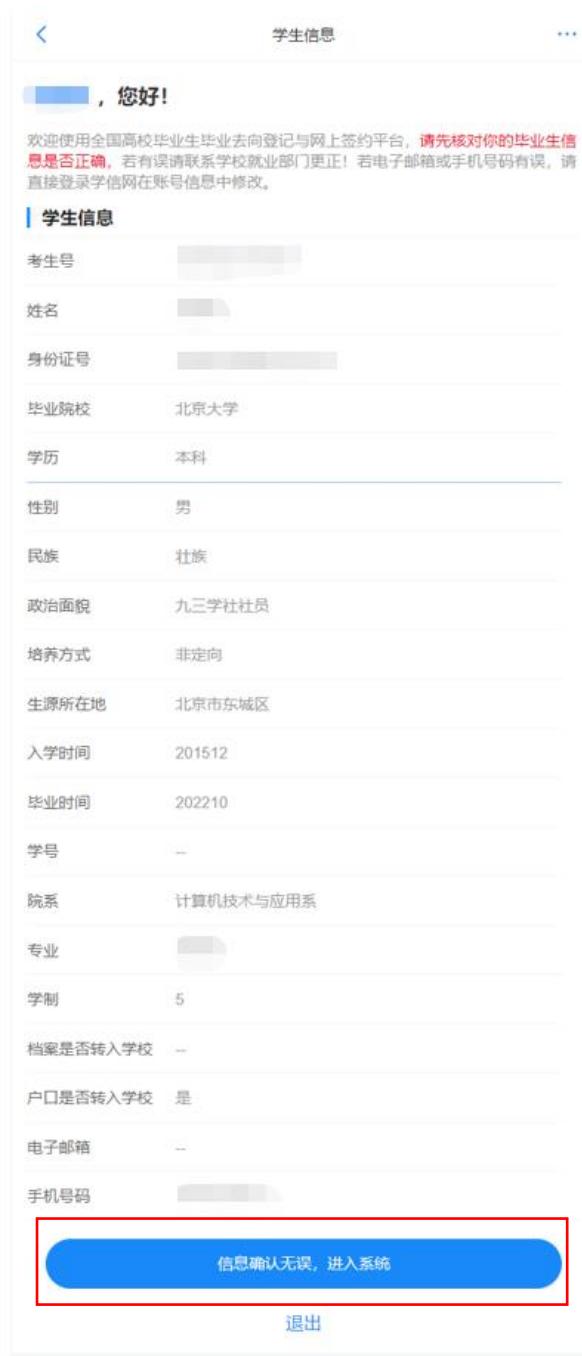 学生信息
，您好！
欢迎使用全国高校毕业生毕业去向登记与网上签约平台，请先核对你的毕业生信
息是否正确，若有误请联系学校就业部门更正！若电子邮箱或手机号码有误，请
直接登录学信网在账号信息中修改。
学生信息
考生号
姓名
身份证号
毕业院校 北京大学
学历 本科
性别 男
民族 壮族
政治面貌 九三学社社员
培养方式 非定向
生源所在地 北京市东城区
入学时间 201512
毕业时间 202210
学号 --
院系 计算机技术与应用系
专业
学制 5
档案是否转入学校 --
户口是否转入学校 是
电子邮箱 --
手机号码
信息确认无误，进入系统
退出